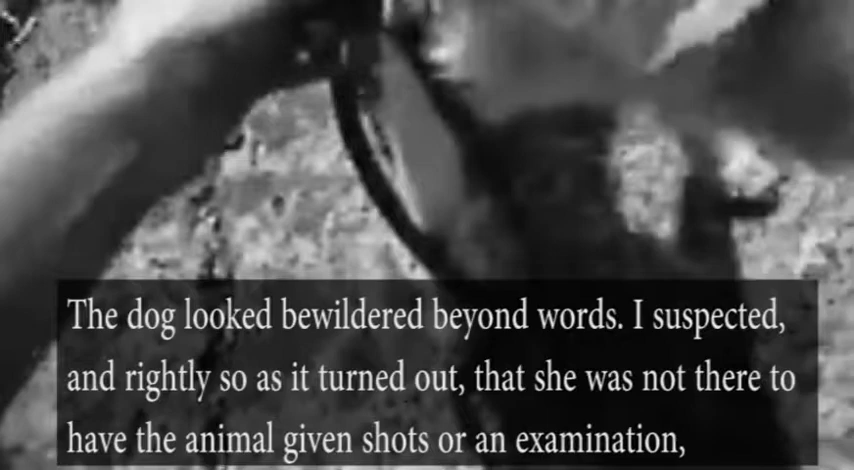 The dog looked bewildered beyond words. I suspected,
and rightly so as it turned out, that she was not there to
have the animal given shots or an examination,